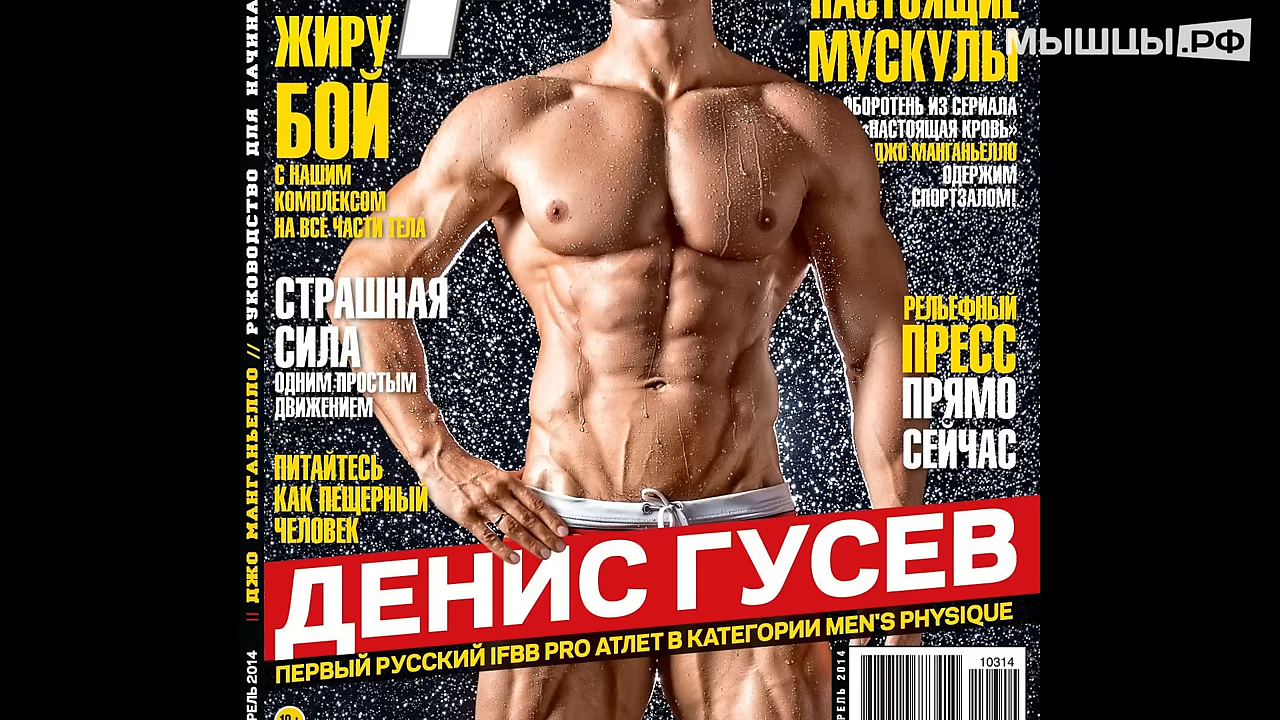 НАСТОЯЩИЕ
МУСКУЛЫ
ОБОРОТЕНЬ ИЗ СЕРИАЛА
«НАСТОЯЩАЯ КРОВЬ»
ДЖО МАНГАНЬЕЛЛО
ОДЕРЖИМ
СПОРТЗАЛОМ!
МЫШЦЫ.РФ
ЖИРУ
БОЙ
С НАШИМ
КОМПЛЕКСОМ
НА ВСЕ ЧАСТИ ТЕЛА
СТРАШНАЯ
СИЛА
ОДНИМ ПРОСТЫМ
ДВИЖЕНИЕМ
ПИТАЙТЕСЬ
КАК ПЕЩЕРНЫЙ
ЧЕЛОВЕК
РЕЛЬЕФНЫЙ
ПРЕСС
ПРЯМО
СЕЙЧАС
ДЕНИС ГУСЕВ
ПЕРВЫЙ РУССКИЙ IFBB PRO АТЛЕТ В КАТЕГОРИИ MEN'S PHYSIQUE
10314
РЕЛЬ 2014
РЕЛЬ 2014 || ДЖО МАНГАНЬЕЛЛО // РУКОВОДСТВО ДЛЯ НАЧИНА